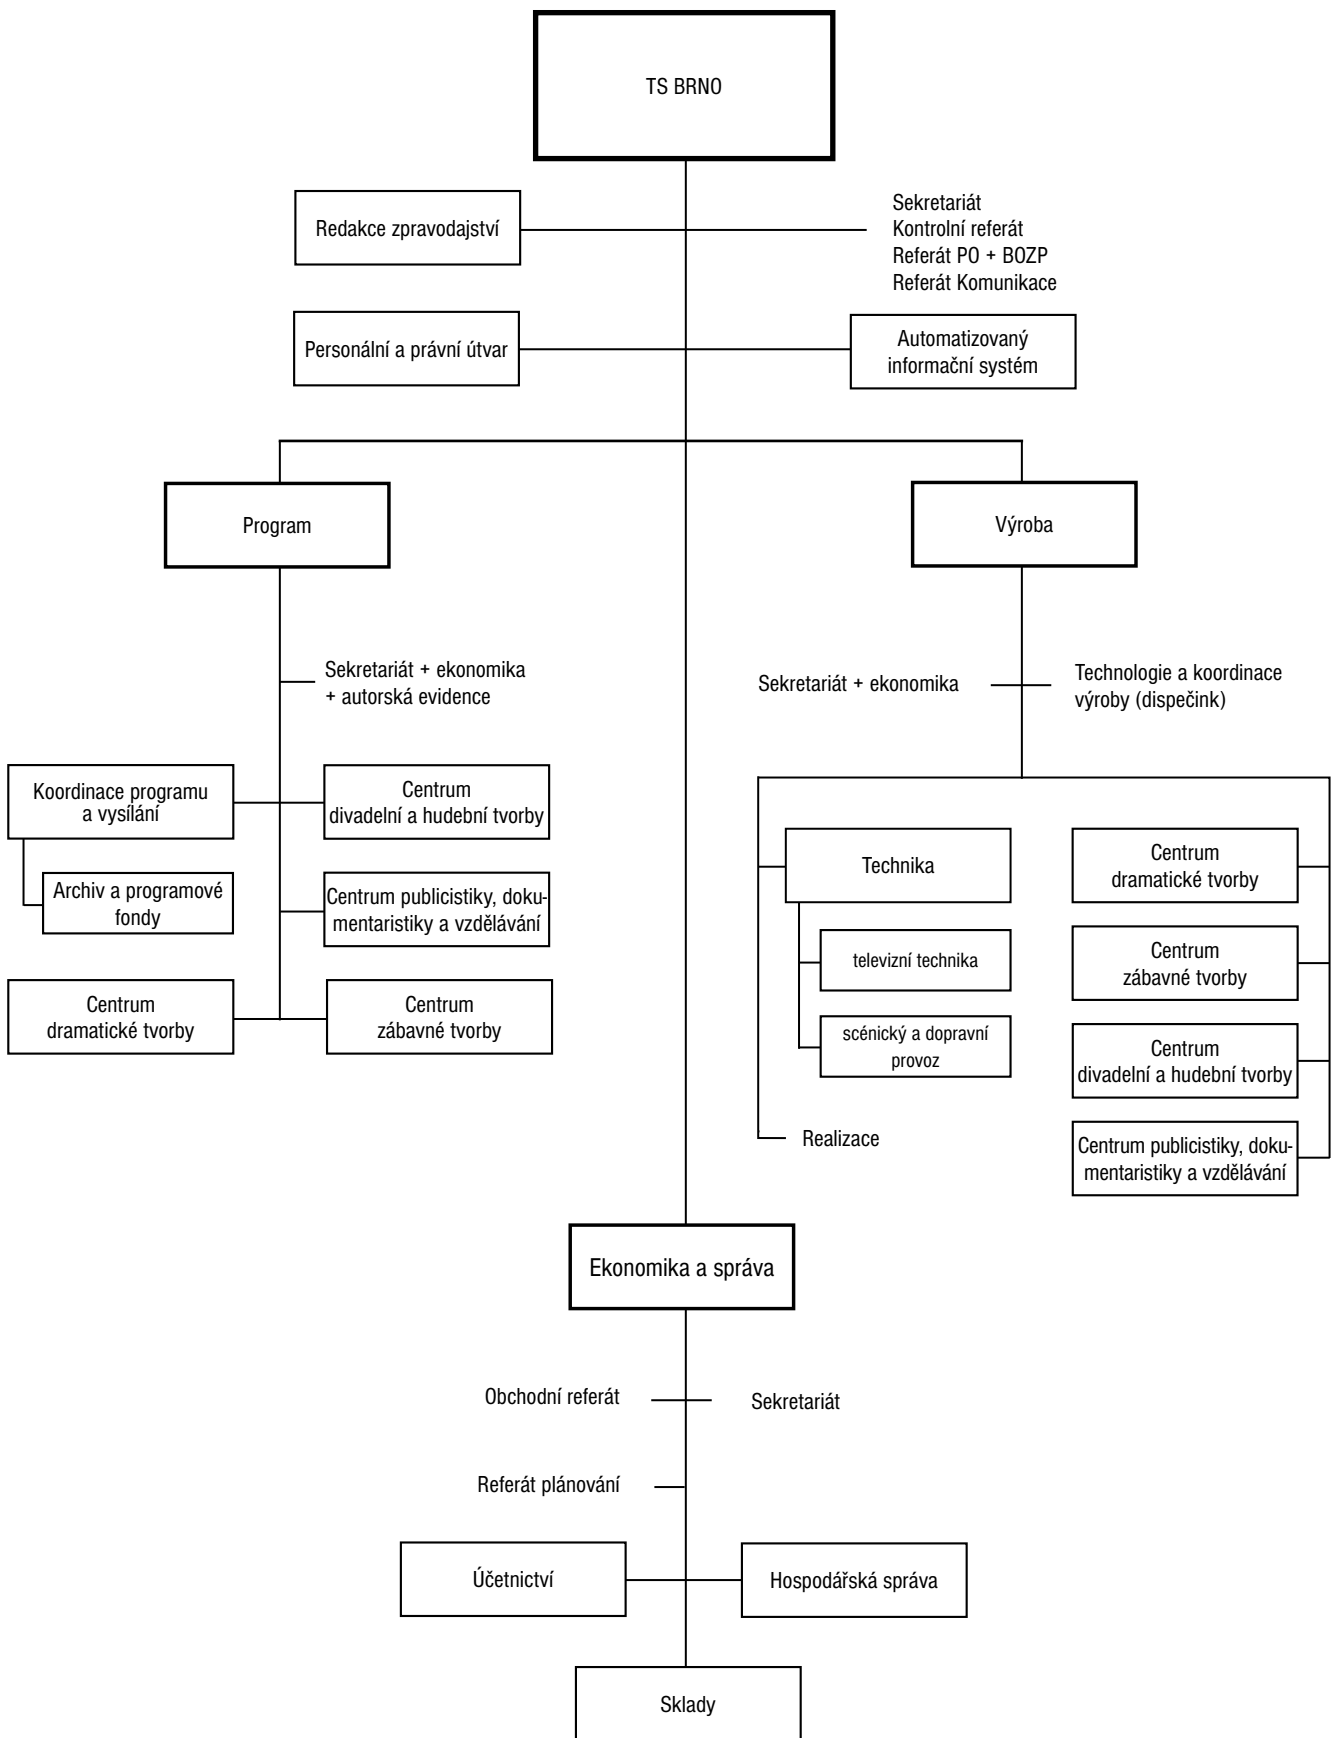 TS BRNO
Redakce zpravodajství
Sekretariát
Kontrolní referát
Referát PO + BOZP
Referát Komunikace
Personální a právní útvar
Automatizovaný
informační systém
Program
Výroba
Sekretariát + ekonomika
+ autorská evidence
Sekretariát + ekonomika
Technologie a koordinace
výroby (dispečink)
Koordinace programu
a vysílání
Centrum
divadelní a hudební tvorby
Archiv a programové
fondy
Centrum publicistiky, doku-
mentaristiky a vzdělávání
Centrum
dramatické tvorby
Centrum
zábavné tvorby
Technika
televizní technika
scénický a dopravní
provoz
Realizace
Centrum
dramatické tvorby
Centrum
zábavné tvorby
Centrum
divadelní a hudební tvorby
Centrum publicistiky, doku-
mentaristiky a vzdělávání
Ekonomika a správa
Obchodní referát
Sekretariát
Referát plánování
Účetnictví
Hospodářská správa
Sklady